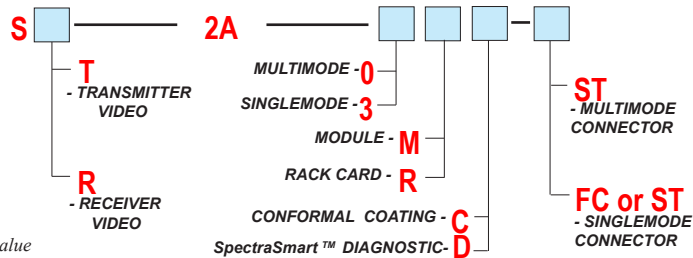 S 2A
T
- TRANSMITTER
VIDEO
R
- RECEIVER
VIDEO
MULTIMODE -0
SINGLEMODE -3
MODULE - M
RACK CARD - R
CONFORMAL COATING - C
SpectraSmart ™ DIAGNOSTIC- D
ST
- MULTIMODE
CONNECTOR
FC or ST
- SINGLEMODE
CONNECTOR
alue